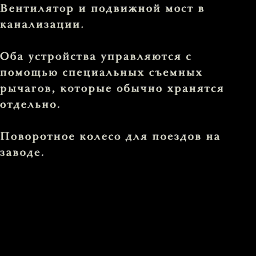 Вентилятор и подвижной мост в
канализации.
Оба устройства управляются с
помощью специальных съемных
рычагов, которые обычно хранятся
отдельно.
Поворотное колесо для поездов на
заводе.